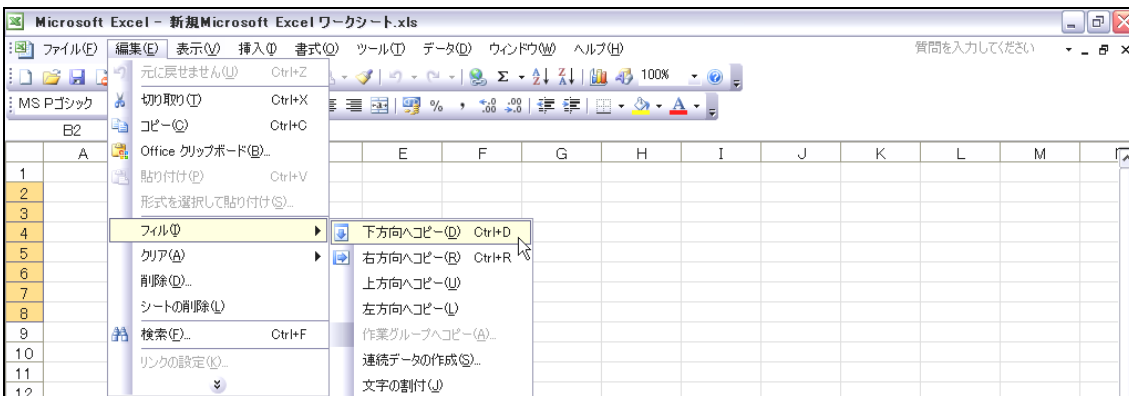 Microsoft Excel - 新規Microsoft Excel ワークシート.xls
ファイル(F) 編集(E) 表示(V) 挿入(I) 書式(O) ツール(T) データ(D) ウィンドウ(W) ヘルプ(H) 質問を入力してください
100%
MS Pゴシック
B2
A E F G H I J K L M
元に戻せません(U) Ctrl+Z
切り取り(T) Ctrl+X
コピー(C) Ctrl+C
Office クリップボード(B)...
貼り付け(P) Ctrl+V
形式を選択して貼り付け(S)...
フィル(I)
クリア(A)
削除(D)...
シートの削除(L)
検索(F)... Ctrl+F
リンクの設定(K)...
下方向へコピー(D) Ctrl+D
右方向へコピー(R) Ctrl+R
上方向へコピー(U)
左方向へコピー(L)
作業グループへコピー(A)...
連続データの作成(S)...
文字の割付(J)
1
2
3
4
5
6
7
8
9
10
11
12